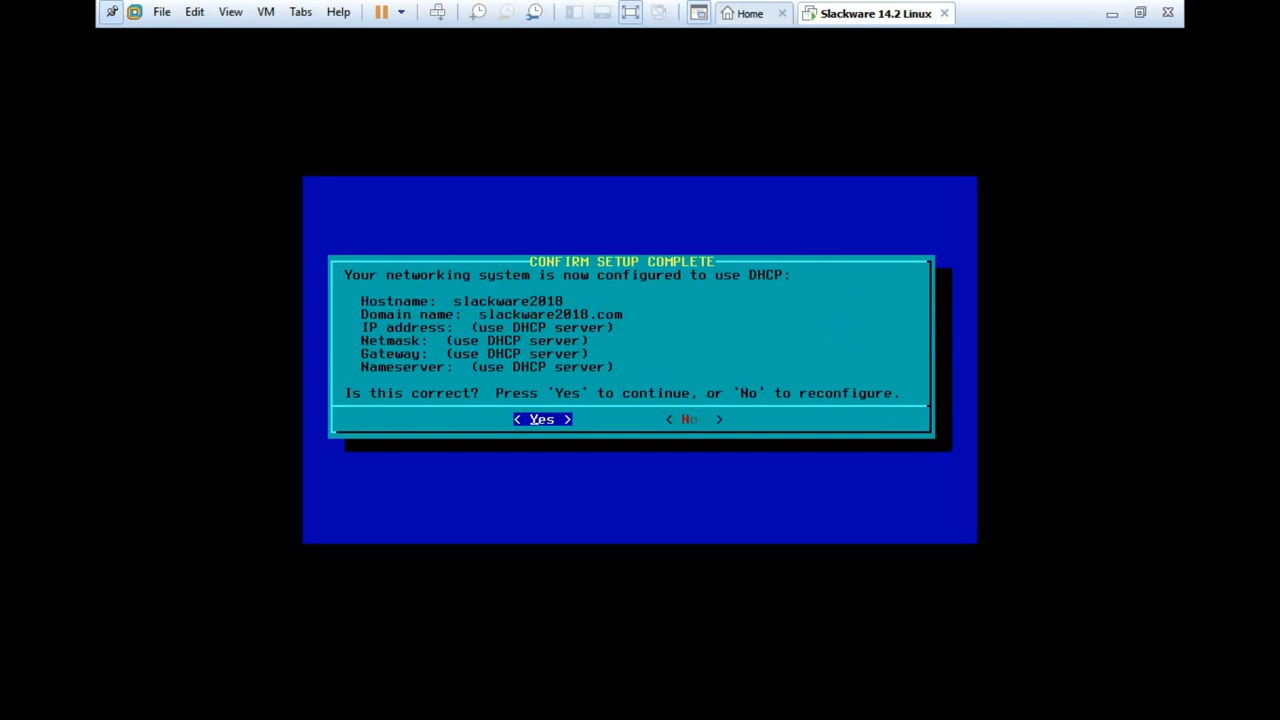 File Edit View VM Tabs Help Home Slackware 14.2 Linux
CONFIRM SETUP COMPLETE
Your networking system is now configured to use DHCP:
Hostname: slackware2018
Domain name: slackware2018.com
IP address: (use DHCP server)
Netmask: (use DHCP server)
Gateway: (use DHCP server)
Nameserver: (use DHCP server)
Is this correct? Press 'Yes' to continue, or 'No' to reconfigure.
< Yes > < No >